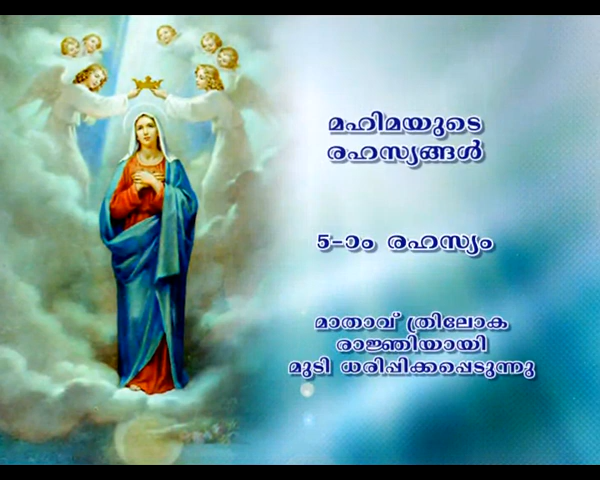 മഹിമയുടെ
രഹസ്യങ്ങൾ
5-ാം രഹസ്യം
മാതാവ് ത്രിലോക
രാജ്ഞിയായി
മുടി ധരിപ്പിക്കപ്പെടുന്നു